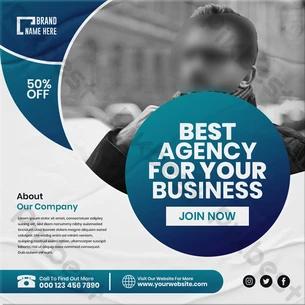 BRAND
NAME HERE
50%
OFF
BEST
AGENCY
FOR YOUR
BUSINESS
JOIN NOW
About
Our Company
Call To Find Out More
000 123 456 7890
Visit Our Website For More
www.yourwebsite.com